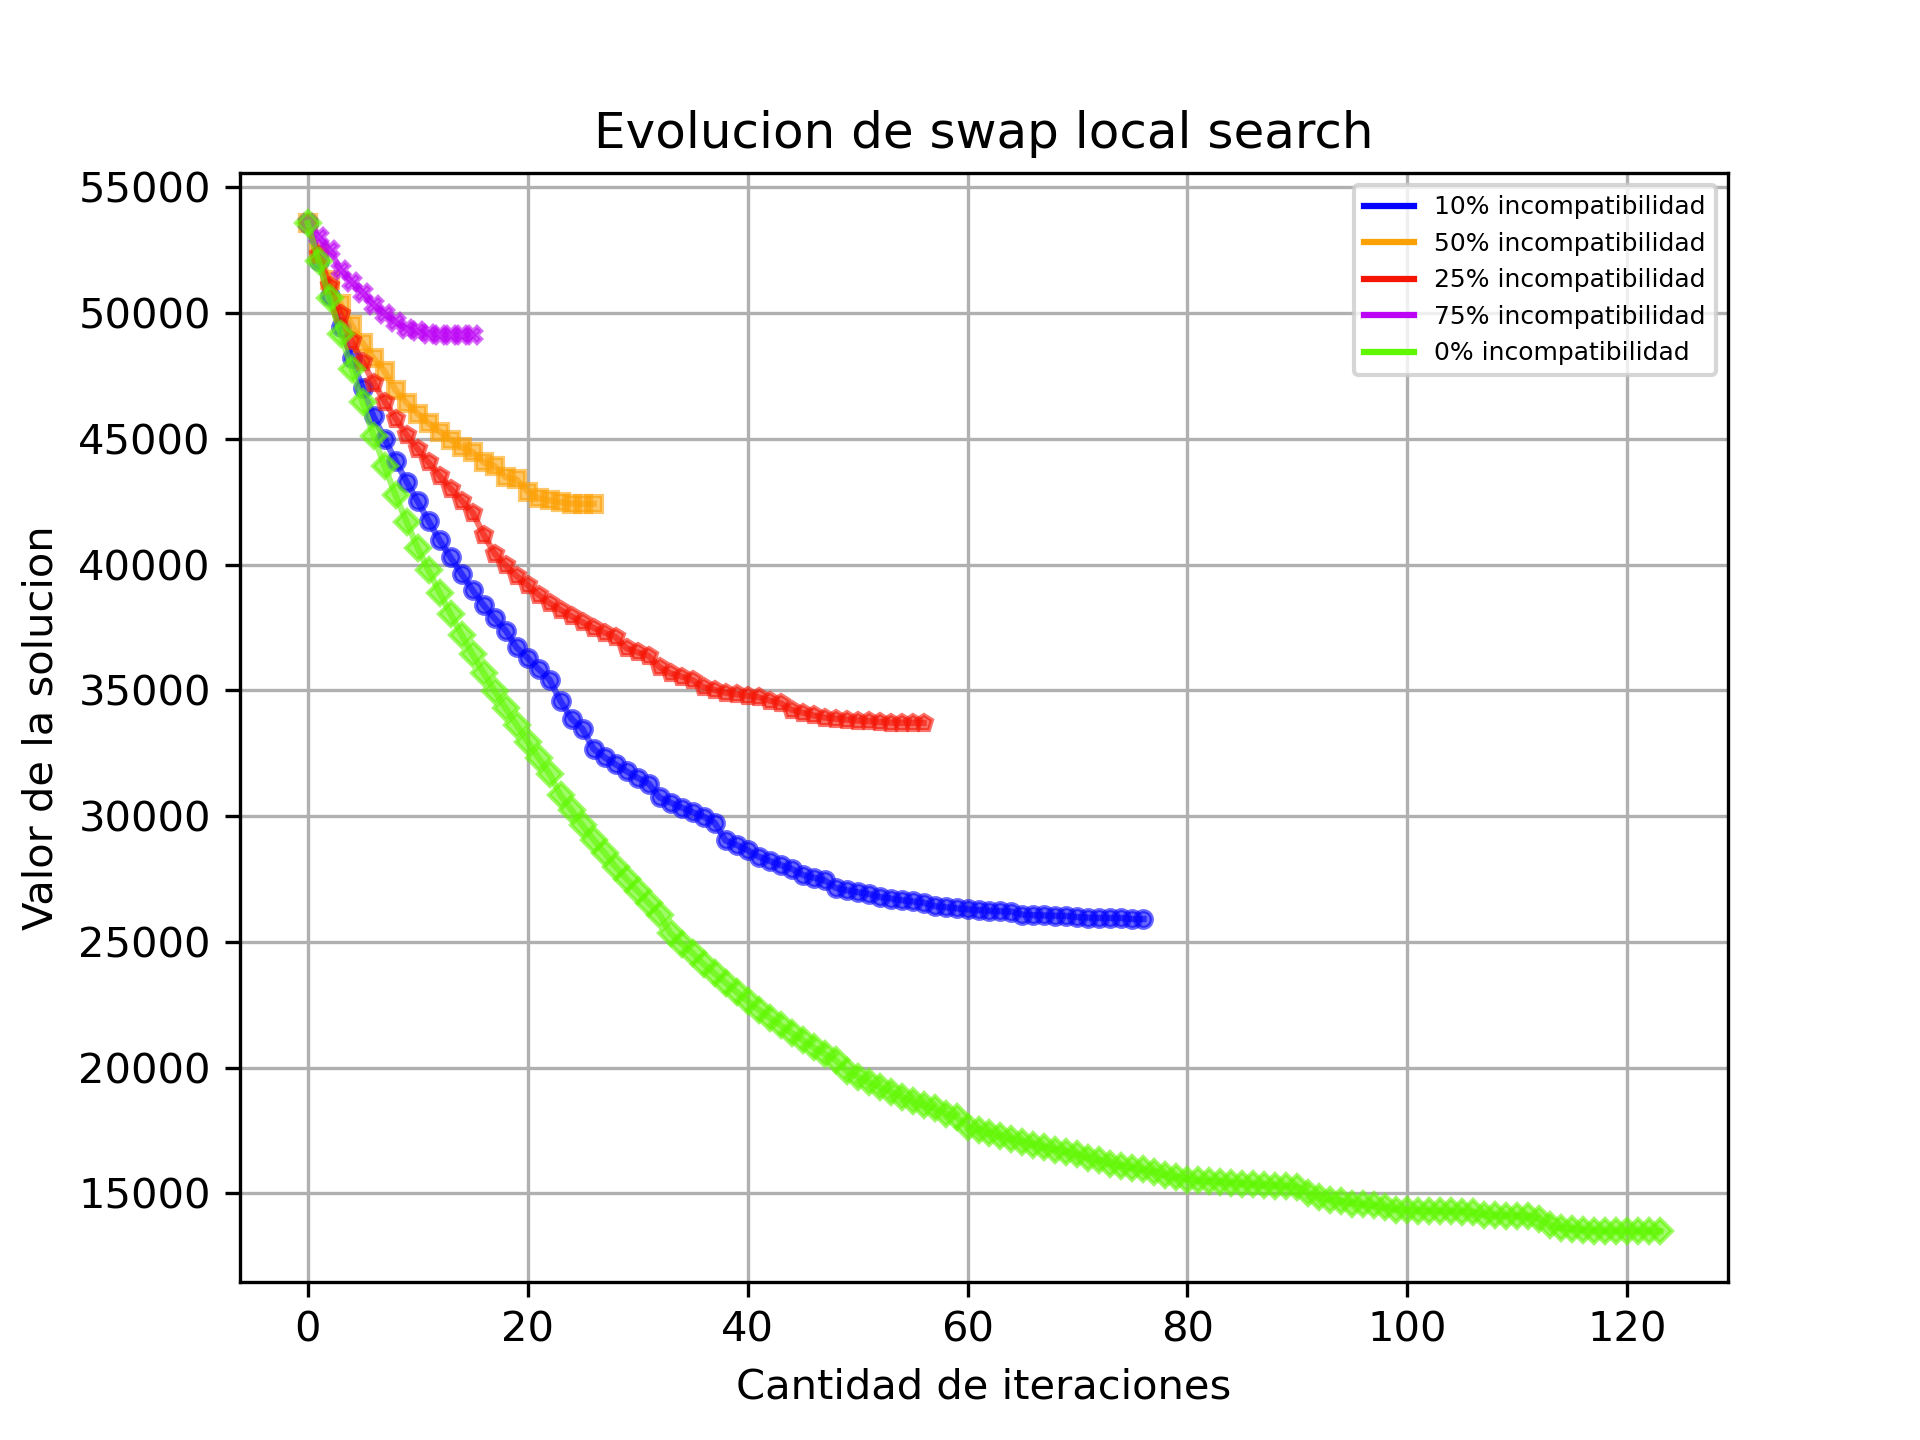 Evolucion de swap local search
55000
50000
45000
40000
35000
30000
25000
20000
15000
Valor de la solucion
10% incompatibilidad
50% incompatibilidad
25% incompatibilidad
75% incompatibilidad
0% incompatibilidad
0 20 40 60 80 100 120
Cantidad de iteraciones